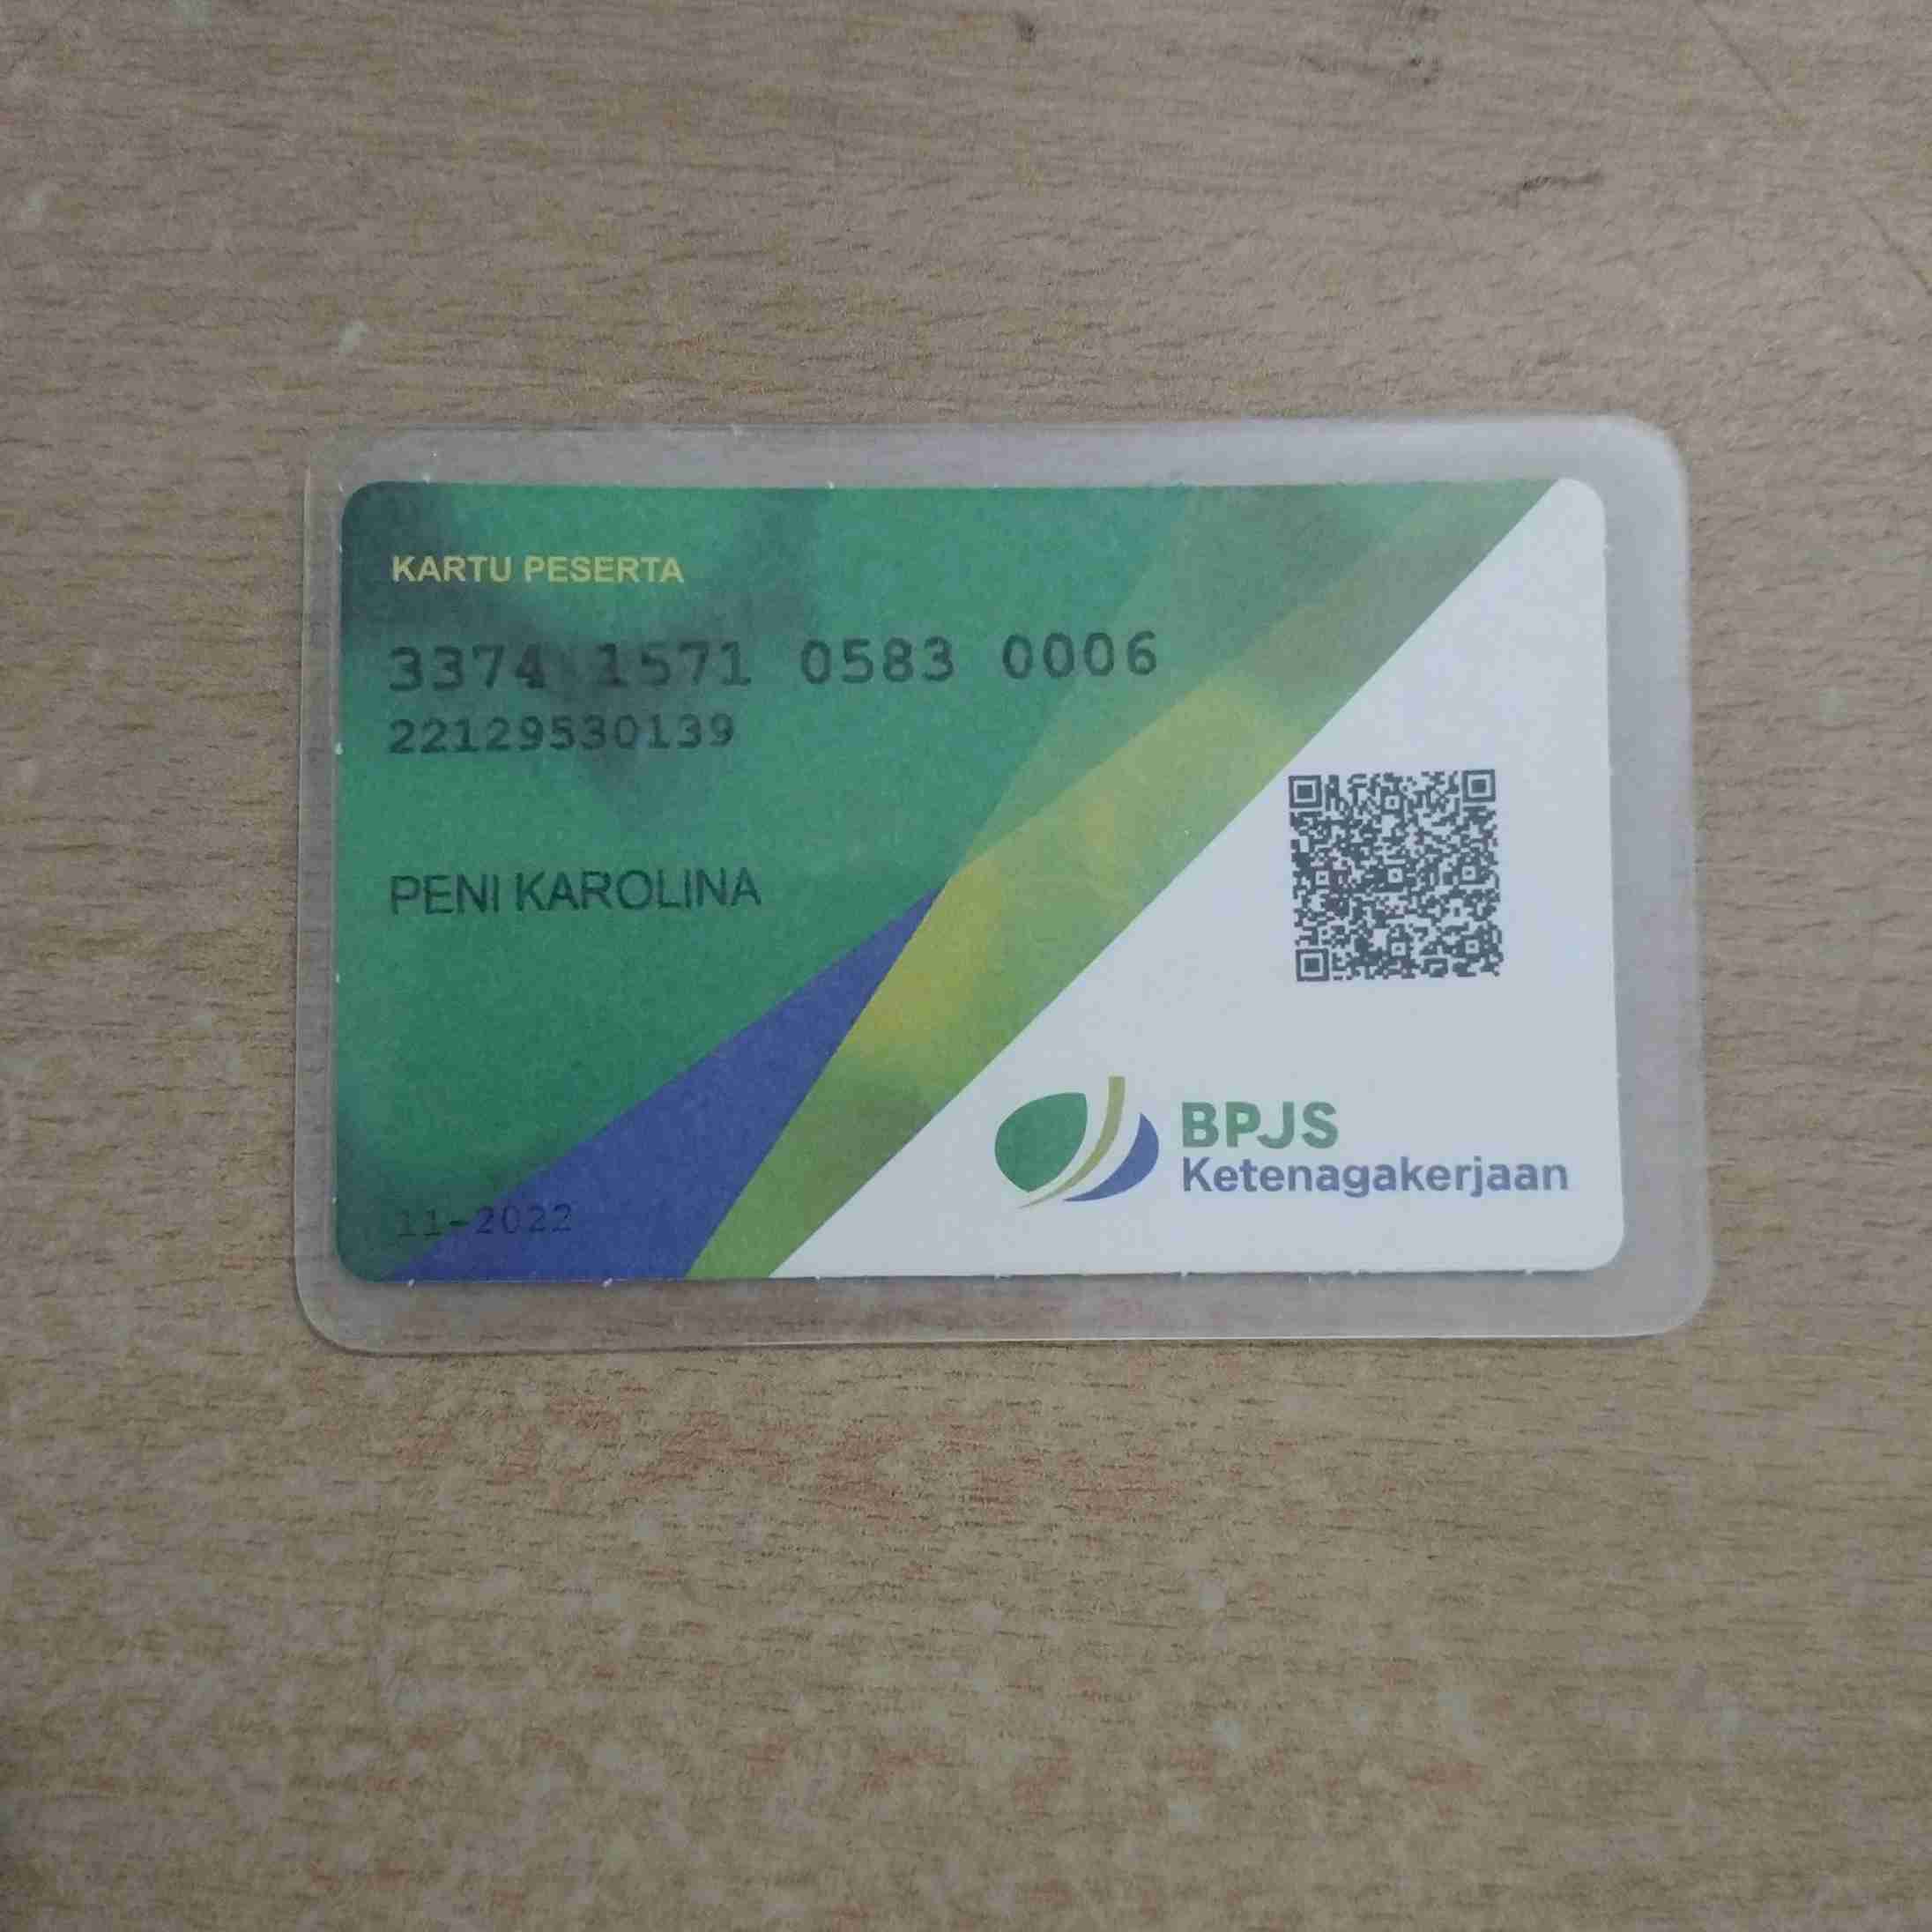 KARTU PESERTA
3374 1571 0583 0006
22129530139
PENI KAROLINA
11-2022
BPJS
Ketenagakerjaan